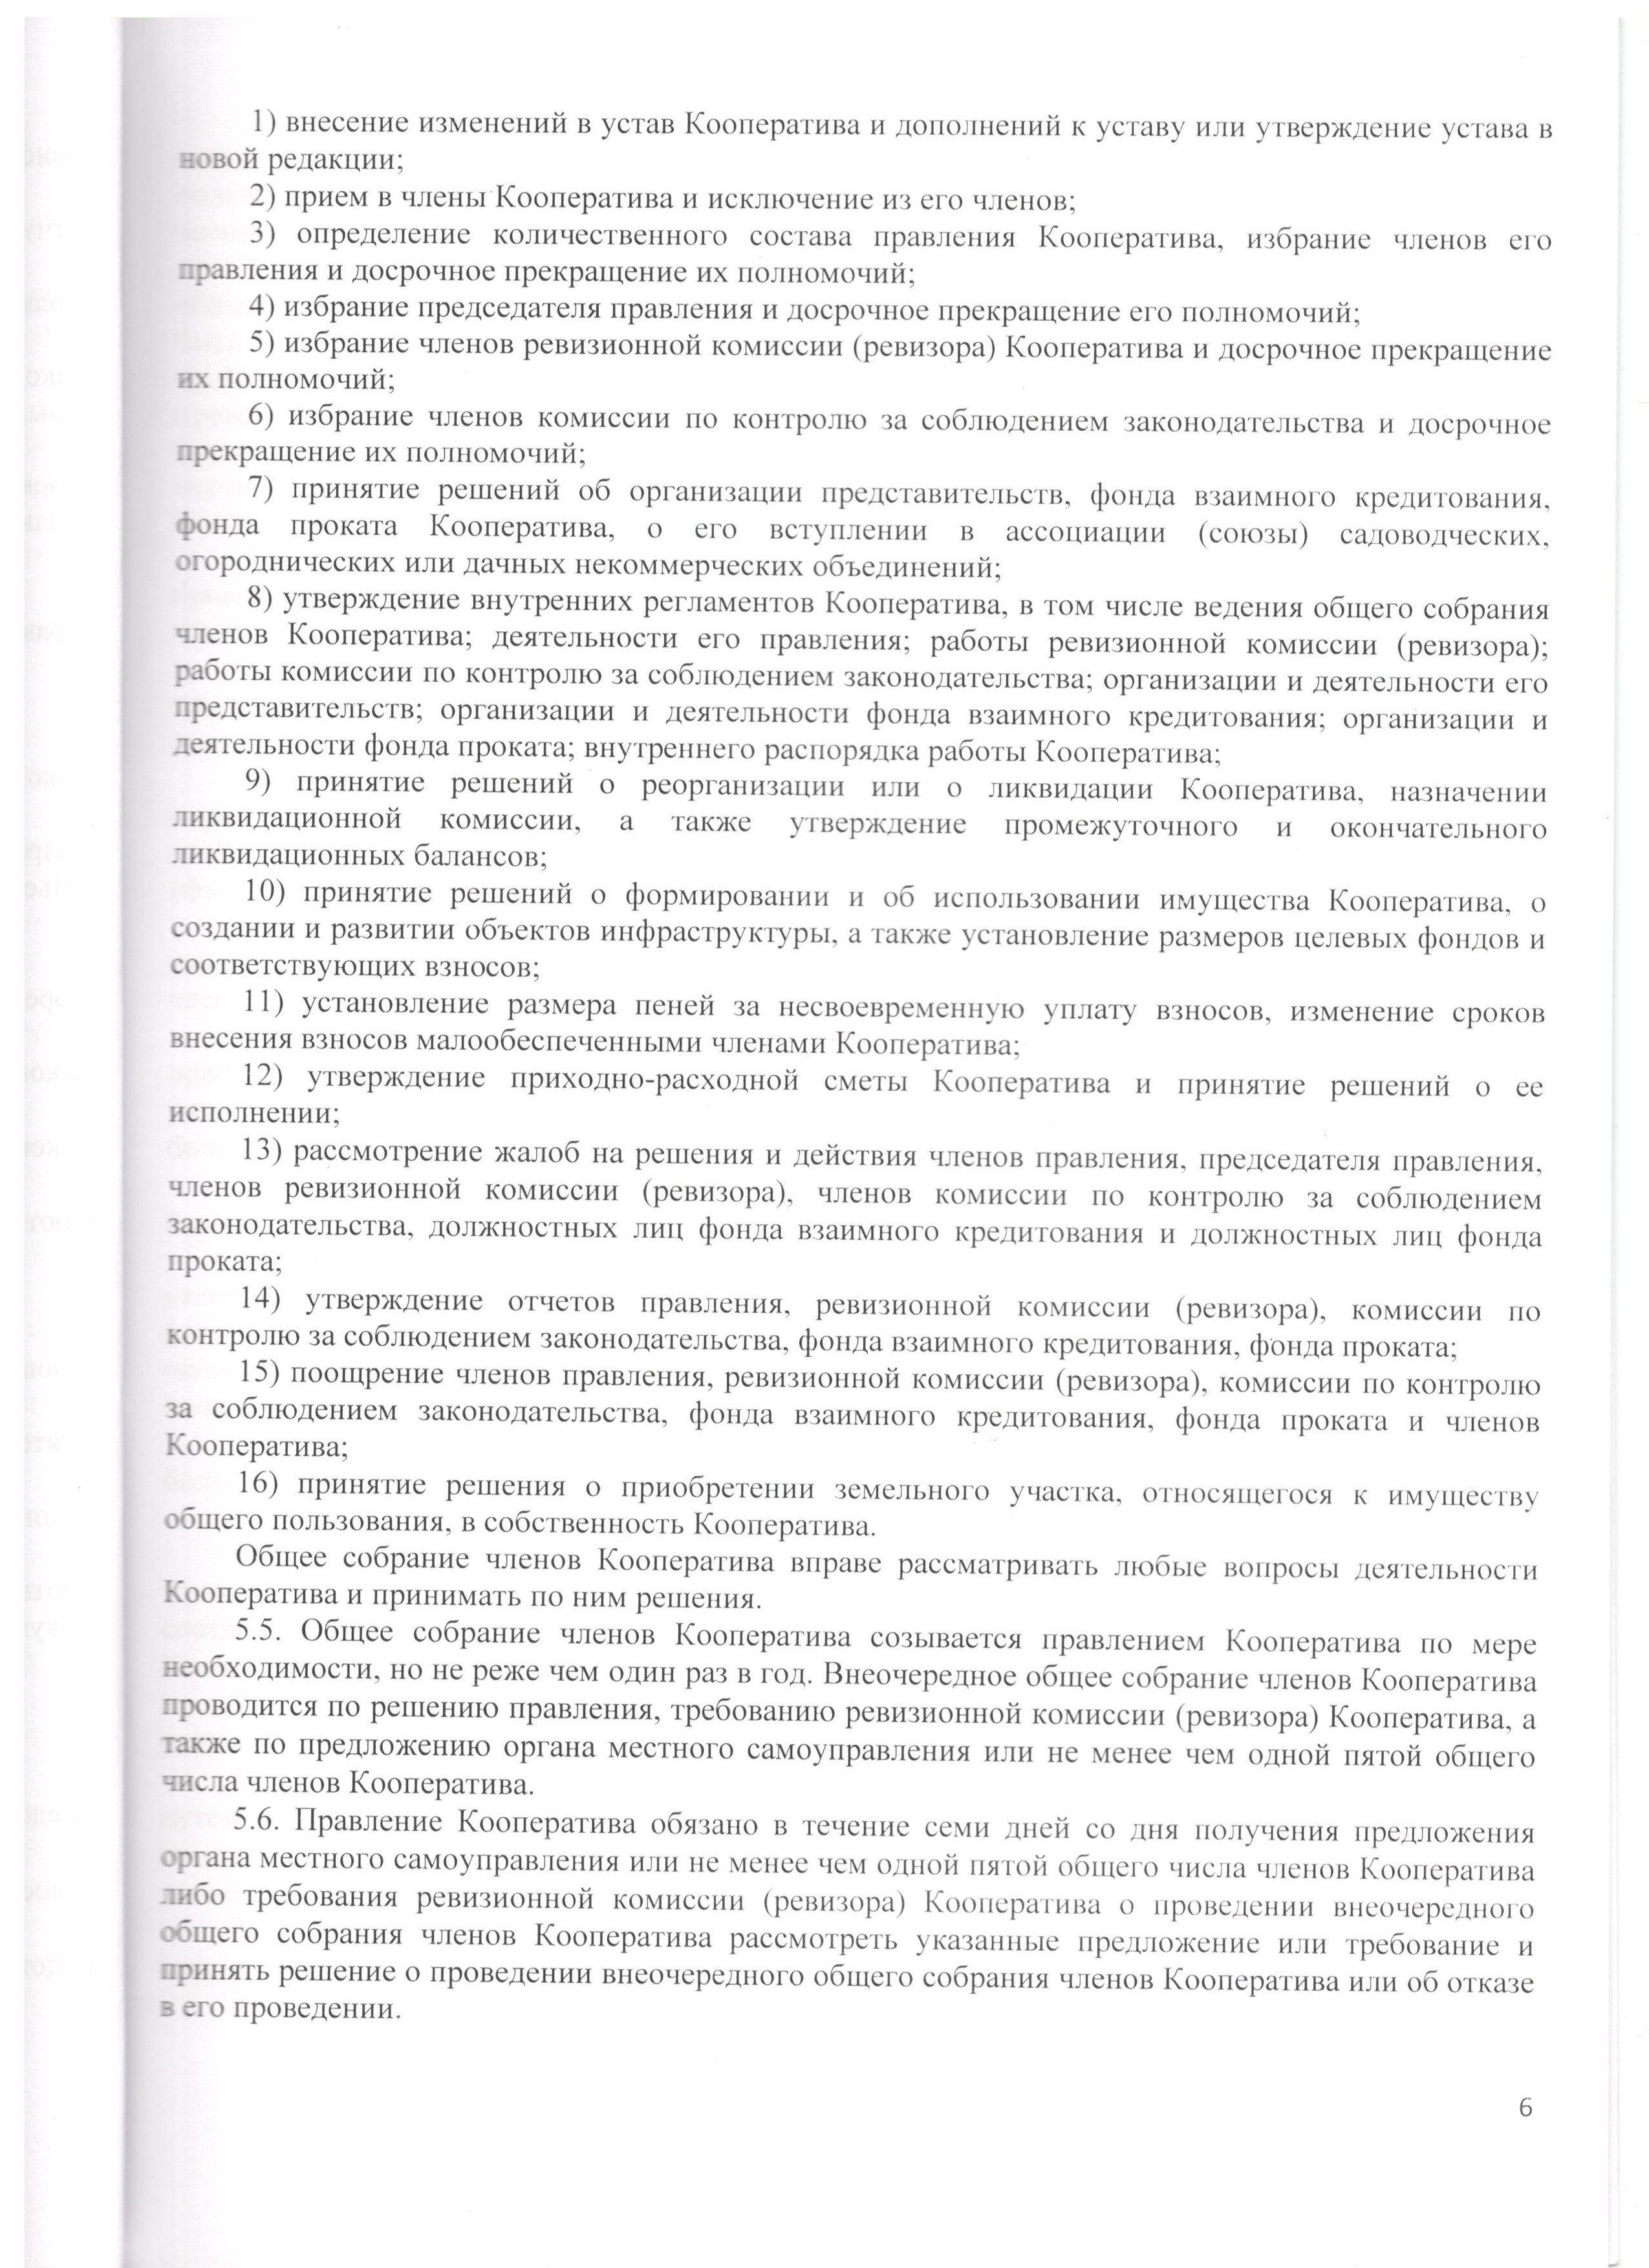 1) внесение изменений в устав Кооператива и дополнений к уставу или утверждение устава в
новой редакции;
2) прием в члены Кооператива и исключение из его членов;
3) определение количественного состава правления Кооператива, избрание членов его
правления и досрочное прекращение их полномочий;
4) избрание председателя правления и досрочное прекращение его полномочий;
5) избрание членов ревизионной комиссии (ревизора) Кооператива и досрочное прекращение
их полномочий;
6) избрание членов комиссии по контролю за соблюдением законодательства и досрочное
прекращение их полномочий;
7) принятие решений об организации представительств, фонда взаимного кредитования,
фонда проката Кооператива, о его вступлении в ассоциации (союзы) садоводческих,
огороднических или дачных некоммерческих объединений;
8) утверждение внутренних регламентов Кооператива, в том числе ведения общего собрания
членов Кооператива; деятельности его правления; работы ревизионной комиссии (ревизора);
работы комиссии по контролю за соблюдением законодательства; организации и деятельности его
представительств; организации и деятельности фонда взаимного кредитования; организации и
деятельности фонда проката; внутреннего распорядка работы Кооператива;
9) принятие решений о реорганизации или о ликвидации Кооператива, назначении
ликвидационной комиссии, а также утверждение промежуточного и окончательного
ликвидационных балансов;
10) принятие решений о формировании и об использовании имущества Кооператива, о
создании и развитии объектов инфраструктуры, а также установление размеров целевых фондов и
соответствующих взносов;
11) установление размера пеней за несвоевременную уплату взносов, изменение сроков
внесения взносов малообеспеченными членами Кооператива;
12) утверждение приходно-расходной сметы Кооператива и принятие решений о ее
исполнении;
13) рассмотрение жалоб на решения и действия членов правления, председателя правления,
членов ревизионной комиссии (ревизора), членов комиссии по контролю за соблюдением
законодательства, должностных лиц фонда взаимного кредитования и должностных лиц фонда
проката;
14) утверждение отчетов правления, ревизионной комиссии (ревизора), комиссии по
контролю за соблюдением законодательства, фонда взаимного кредитования, фонда проката;
15) поощрение членов правления, ревизионной комиссии (ревизора), комиссии по контролю
за соблюдением законодательства, фонда взаимного кредитования, фонда проката и членов
Кооператива;
16) принятие решения о приобретении земельного участка, относящегося к имуществу
общего пользования, в собственность Кооператива.
Общее собрание членов Кооператива вправе рассматривать любые вопросы деятельности
Кооператива и принимать по ним решения.
5.5. Общее собрание членов Кооператива созывается правлением Кооператива по мере
необходимости, но не реже чем один раз в год. Внеочередное общее собрание членов Кооператива
проводится по решению правления, требованию ревизионной комиссии (ревизора) Кооператива, а
также по предложению органа местного самоуправления или не менее чем одной пятой общего
числа членов Кооператива.
5.6. Правление Кооператива обязано в течение семи дней со дня получения предложения
органа местного самоуправления или не менее чем одной пятой общего числа членов Кооператива
либо требования ревизионной комиссии (ревизора) Кооператива о проведении внеочередного
общего собрания членов Кооператива рассмотреть указанные предложение или требование и
принять решение о проведении внеочередного общего собрания членов Кооператива или об отказе
в его проведении.
6